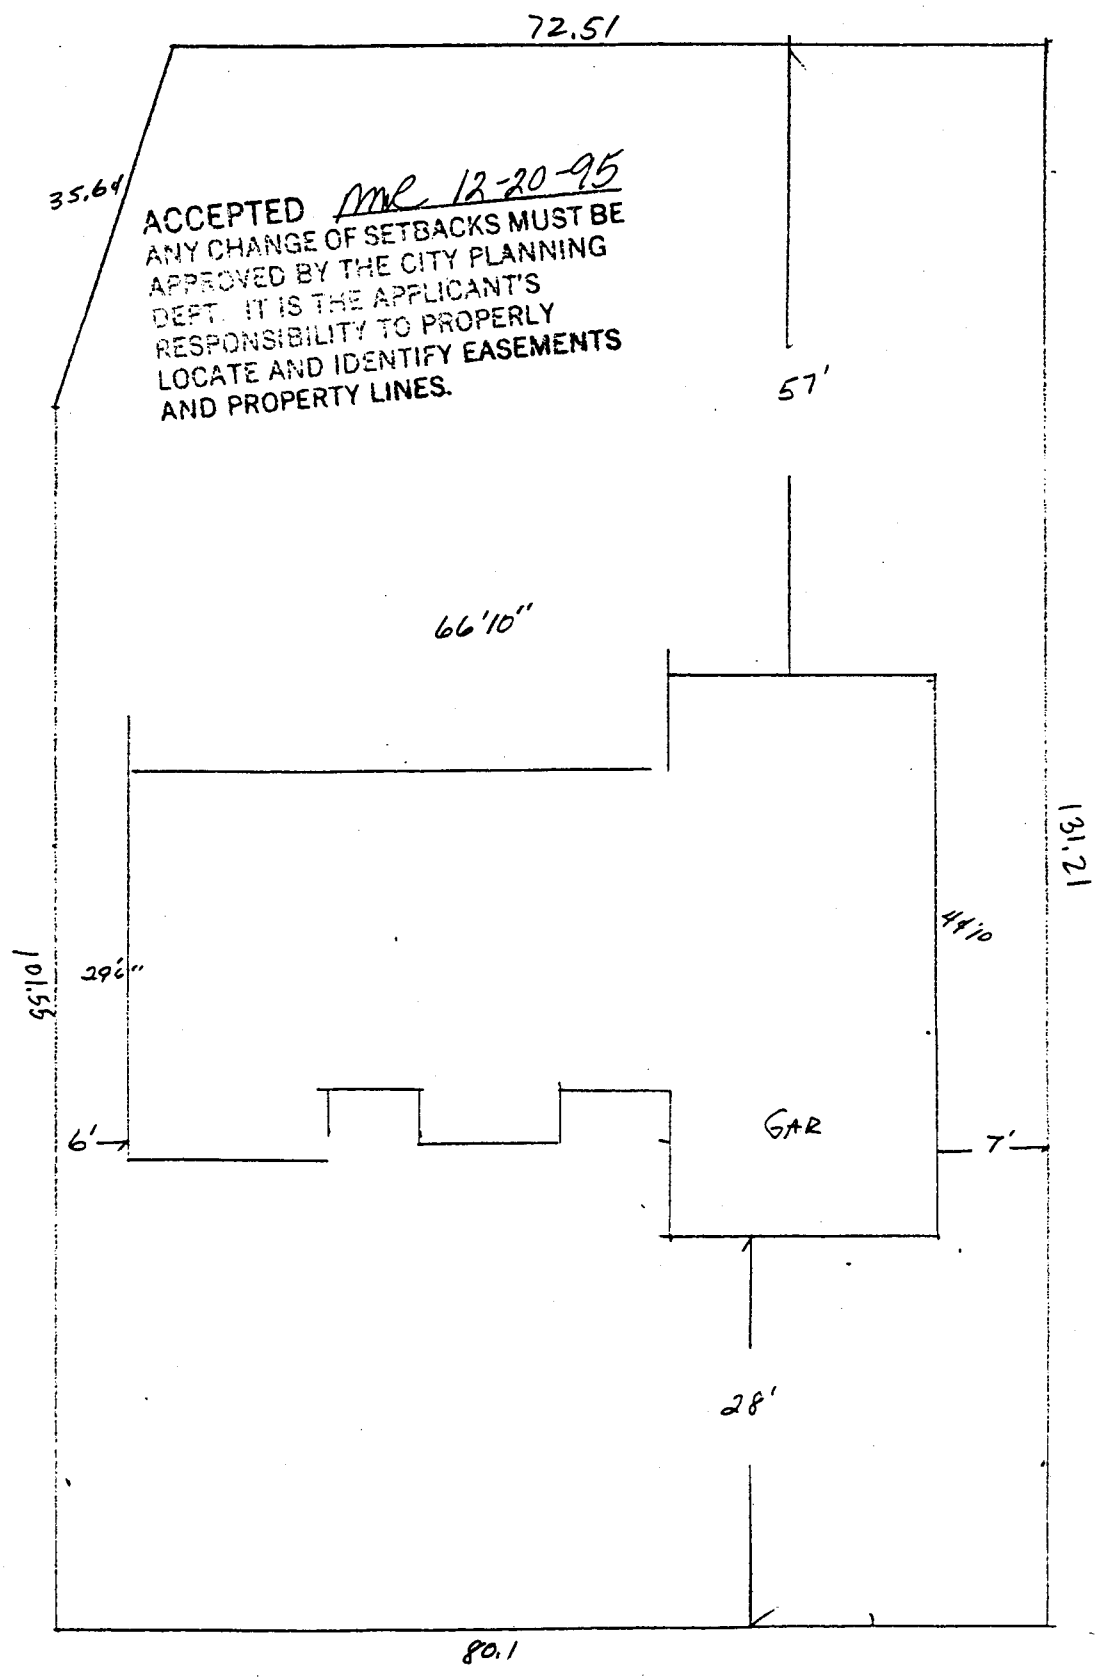 72.51
35.64
ACCEPTED 12-20-95
ANY CHANGE OF SETBACKS MUST BE
APPROVED BY THE CITY PLANNING
DEPT. IT IS THE APPLICANT'S
RESPONSIBILITY TO PROPERLY
LOCATE AND IDENTIFY EASEMENTS
AND PROPERTY LINES.
57'
66'10"
131.21
44'10
101.55
29'6"
6'
GAR
7'
28'
80.1